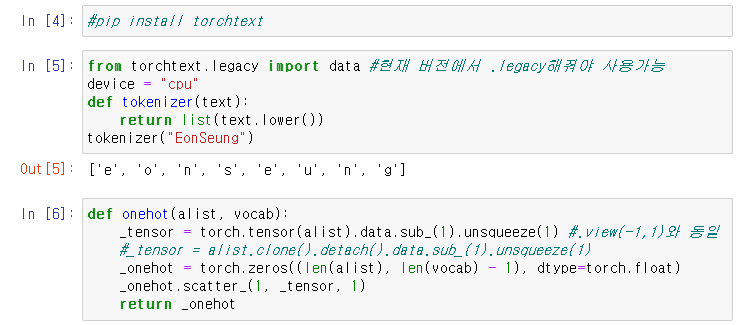 In [4]: #pip install torchtext
In [5]: from torchtext.legacy import data #현재 버전에서 .legacy해줘야 사용가능
device = "cpu"
def tokenizer(text):
    return list(text.lower())
tokenizer("EonSeung")
Out[5]: ['e', 'o', 'n', 's', 'e', 'u', 'n', 'g']
In [6]: def onehot(alist, vocab):
    _tensor = torch.tensor(alist).data.sub_(1).unsqueeze(1) #.view(-1,1)와 동일
    #_tensor = alist.clone().detach().data.sub_(1).unsqueeze(1)
    _onehot = torch.zeros((len(alist), len(vocab) - 1), dtype=torch.float)
    _onehot.scatter_(1, _tensor, 1)
    return _onehot